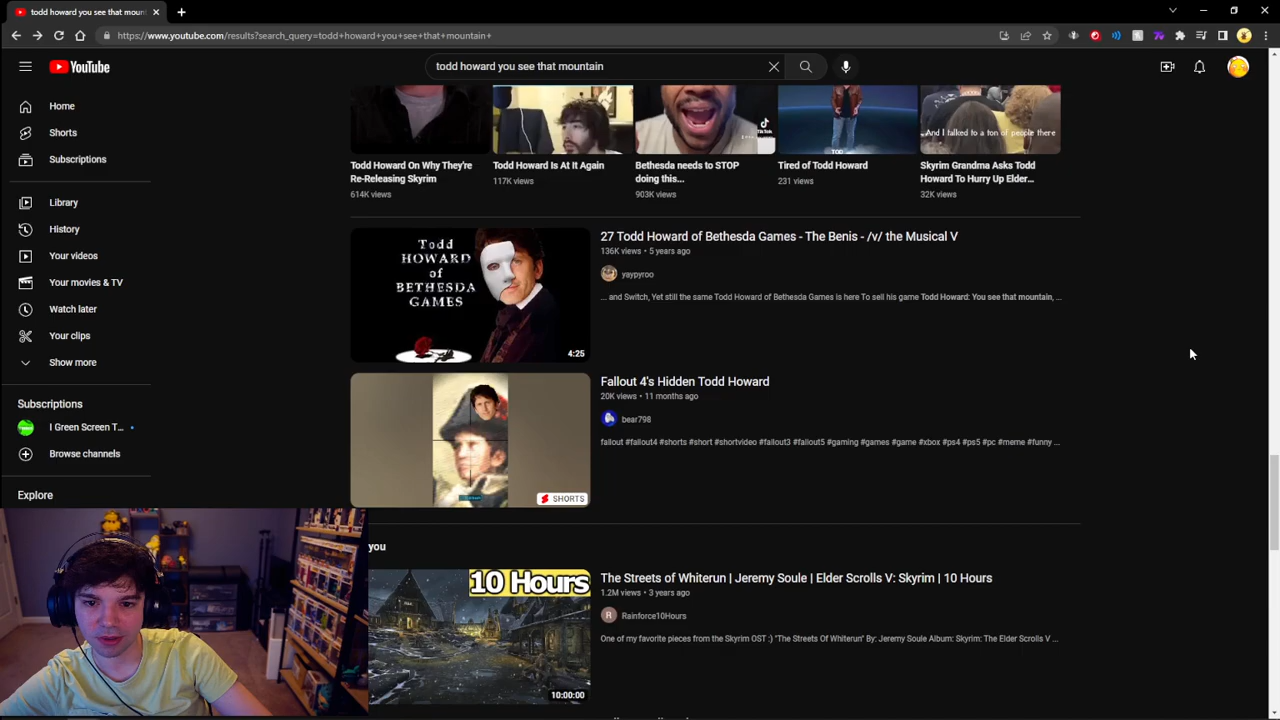 todd howard you see that moun
https://www.youtube.com/results?search_query=todd+howard+you+see+that+mountain+
YouTube
todd howard you see that mountain
Home
Shorts
Subscriptions
Library
History
Your videos
Your movies & TV
Watch later
Your clips
Show more
Subscriptions
I Green Screen T...
Browse channels
Explore
And I talked to a ton of people there
TikTok
Todd Howard On Why They're
Re-Releasing Skyrim
614K views
Todd Howard Is At It Again
117K views
Bethesda needs to STOP
doing this...
903K views
Tired of Todd Howard
231 views
Skyrim Grandma Asks Todd
Howard To Hurry Up Elder...
32K views
Todd
HOWARD
of
BETHESDA
GAMES
4:25
27 Todd Howard of Bethesda Games - The Benis - /v/ the Musical V
136K views • 5 years ago
yaypyroo
... and Switch, Yet still the same Todd Howard of Bethesda Games is here To sell his game Todd Howard: You see that mountain, ...
SHORTS
Fallout 4's Hidden Todd Howard
20K views • 11 months ago
bear798
fallout #fallout4 #shorts #short #shortvideo #fallout3 #fallout5 #gaming #games #game #xbox #ps4 #ps5 #pc #meme #funny ...
you
10 Hours
10:00:00
The Streets of Whiterun | Jeremy Soule | Elder Scrolls V: Skyrim | 10 Hours
1.2M views • 3 years ago
R
Rainforce10Hours
One of my favorite pieces from the Skyrim OST :) "The Streets Of Whiterun" By: Jeremy Soule Album: Skyrim: The Elder Scrolls V ...